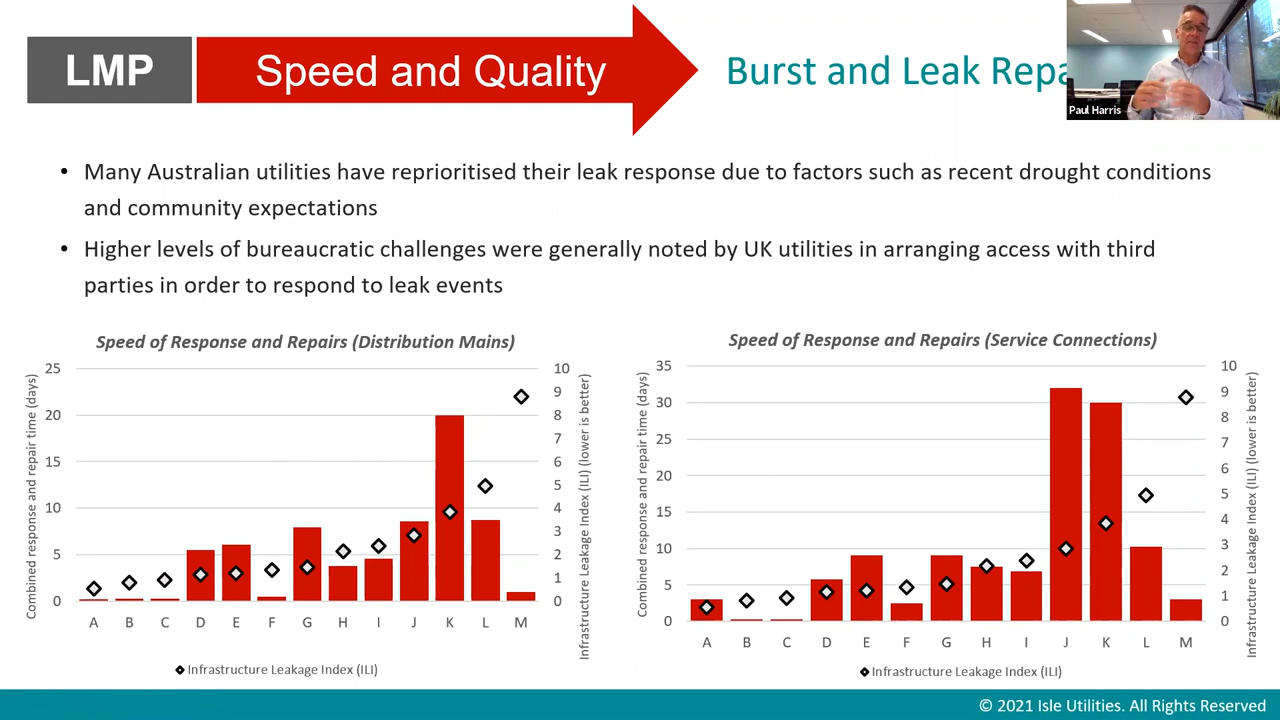 LMP
Speed and Quality
Burst and Leak
Paul Harris
• Many Australian utilities have reprioritised their leak response due to factors such as recent drought conditions
and community expectations
• Higher levels of bureaucratic challenges were generally noted by UK utilities in arranging access with third
parties in order to respond to leak events
Speed of Response and Repairs (Distribution Mains)
Combined response and repair time (days)
25
20
15
10
5
0
10
9
8
7
6
5
4
3
2
1
0
Infrastructure Leakage Index (ILI) (lower is better)
A B C D E F G H I J K L M
Infrastructure Leakage Index (ILI)
Speed of Response and Repairs (Service Connections)
Combined response and repair time (days)
35
30
25
20
15
10
5
0
10
9
8
7
6
5
4
3
2
1
0
Infrastructure Leakage Index (ILI) (lower is better)
A B C D E F G H I J K L M
Infrastructure Leakage Index (ILI)
© 2021 Isle Utilities. All Rights Reserved